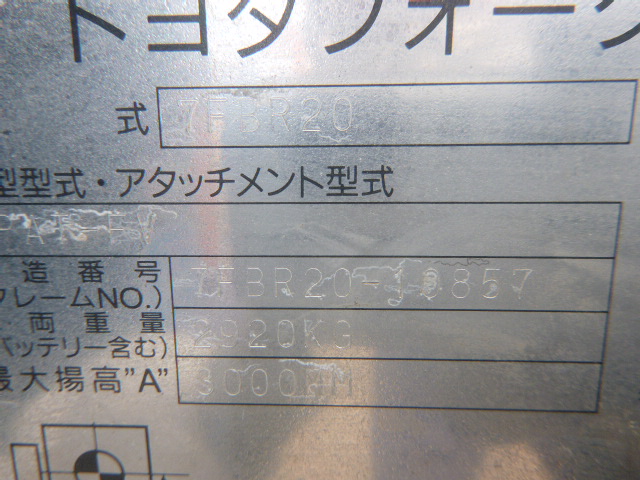 トヨタフォーク
式 7FBR20
型型式・アタッチメント型式
造番号
フレームNO.) 7FBR20-10857
両重量
バッテリー含む) 2920KG
最大揚高"A" 3000MM